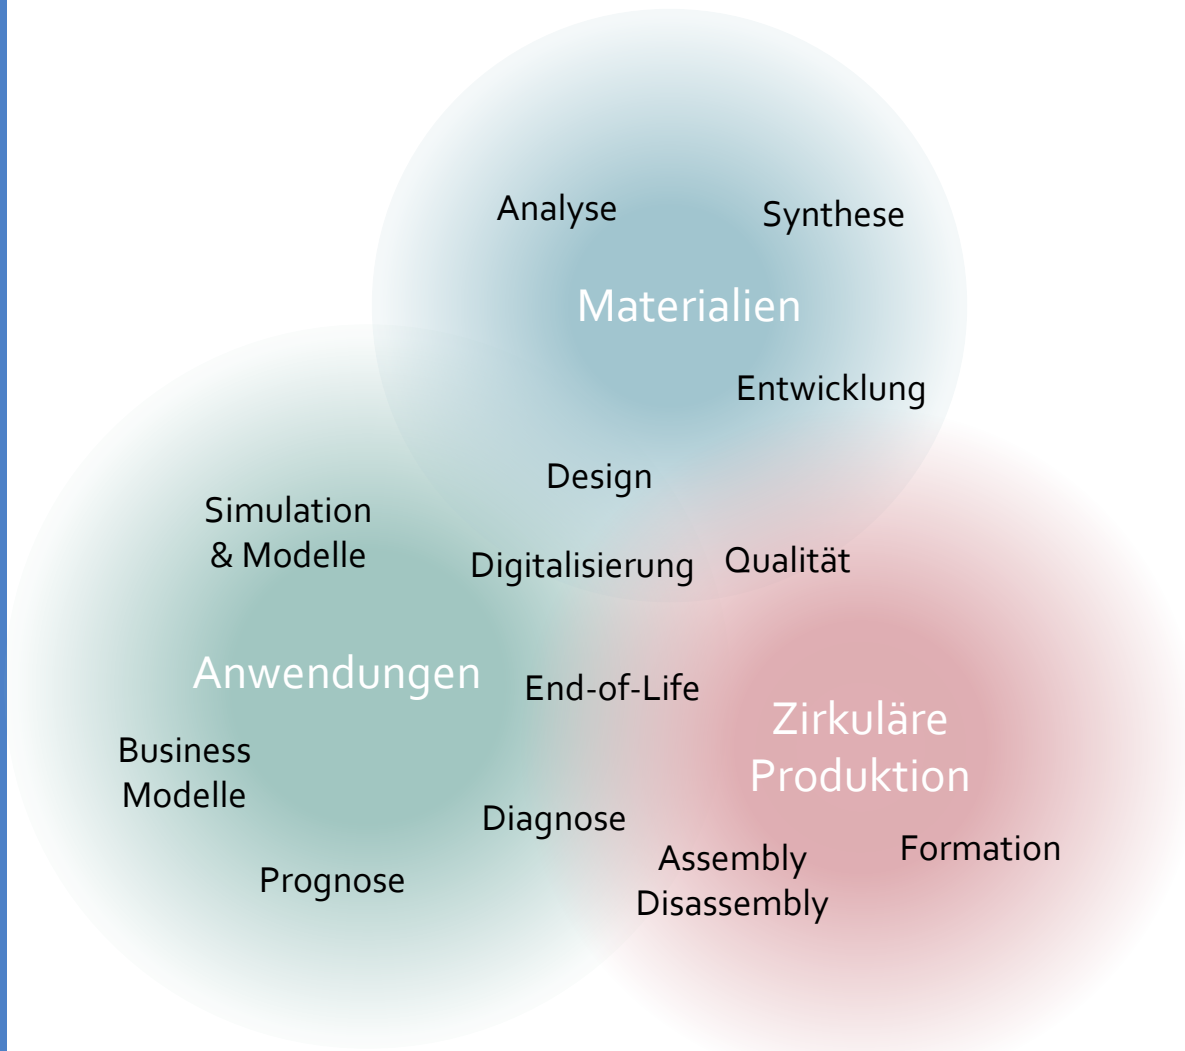 Analyse
Synthese
Materialien
Entwicklung
Design
Simulation
& Modelle
Digitalisierung
Qualität
Anwendungen
End-of-Life
Zirkuläre
Produktion
Business
Modelle
Diagnose
Assembly
Disassembly
Formation
Prognose